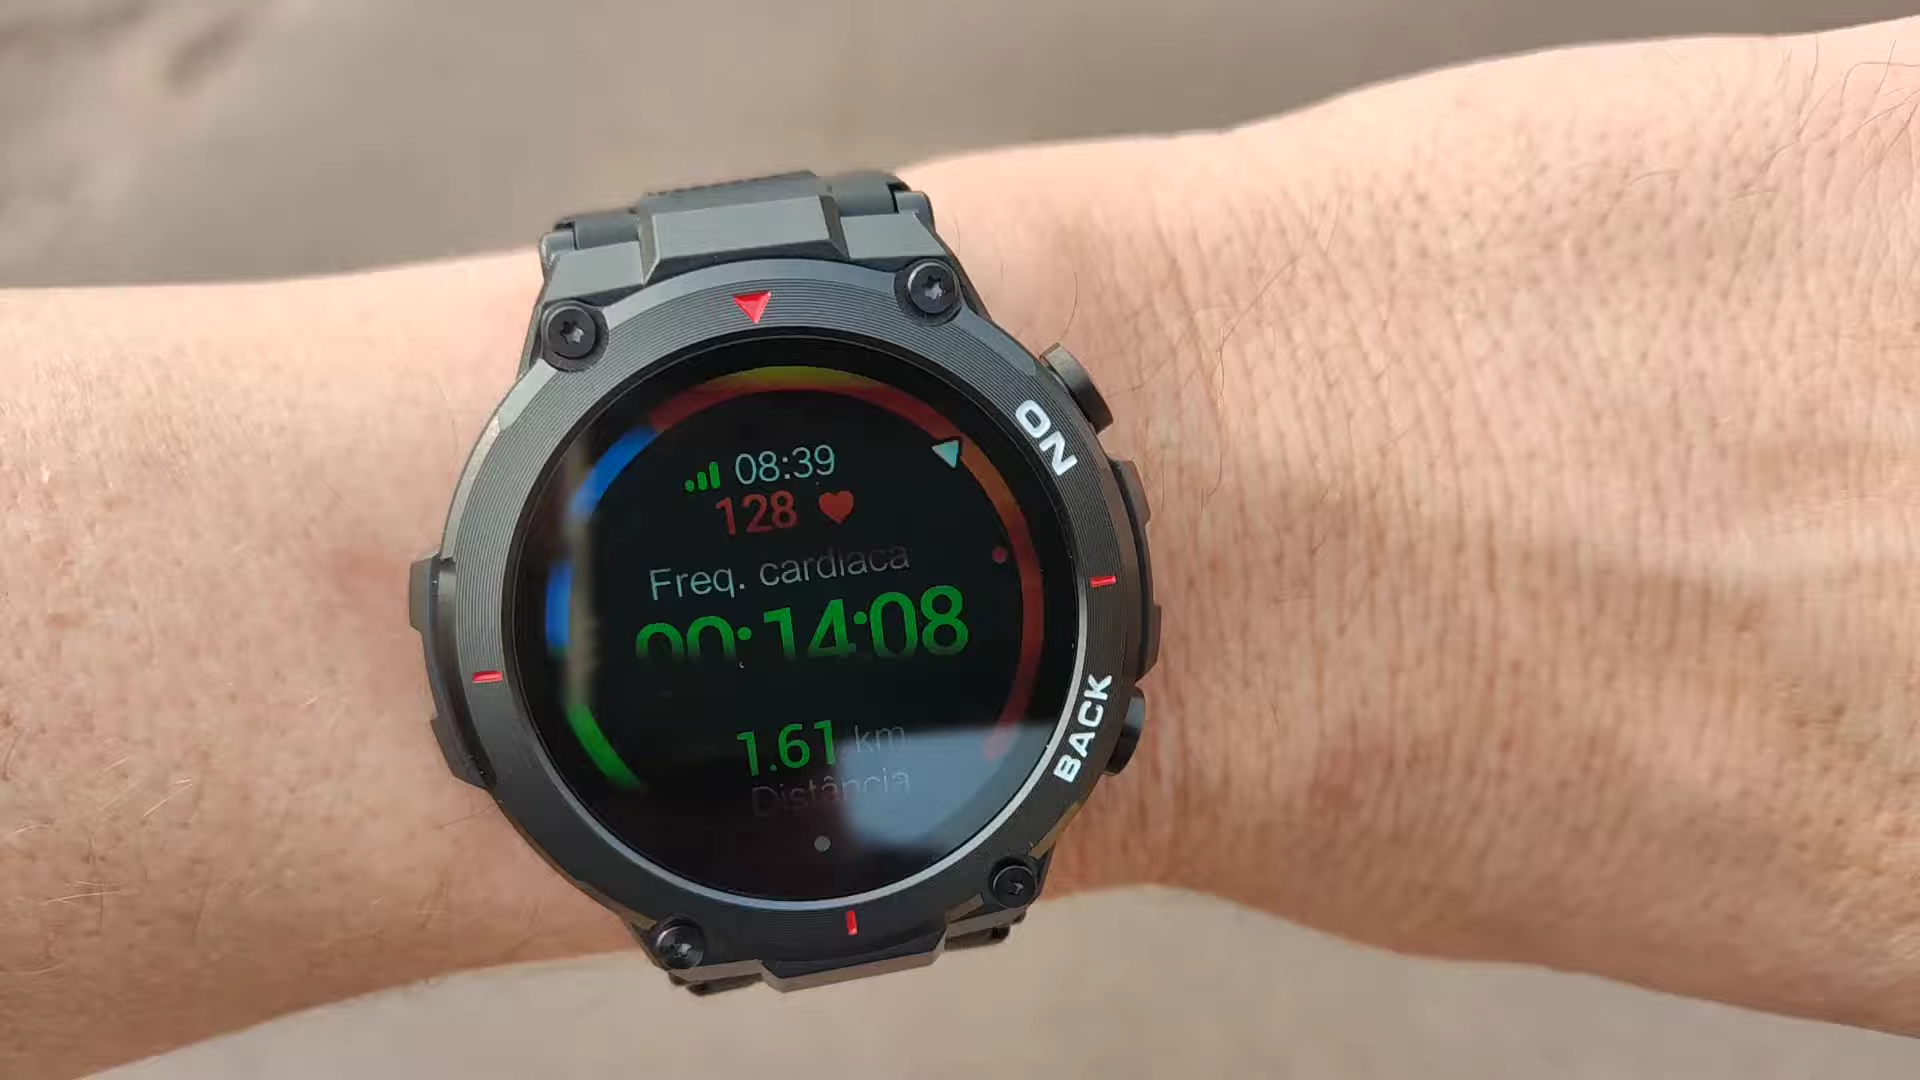 08:39
128
Freq. cardíaca
00:14:08
1.61 km
Distância
ON
BACK